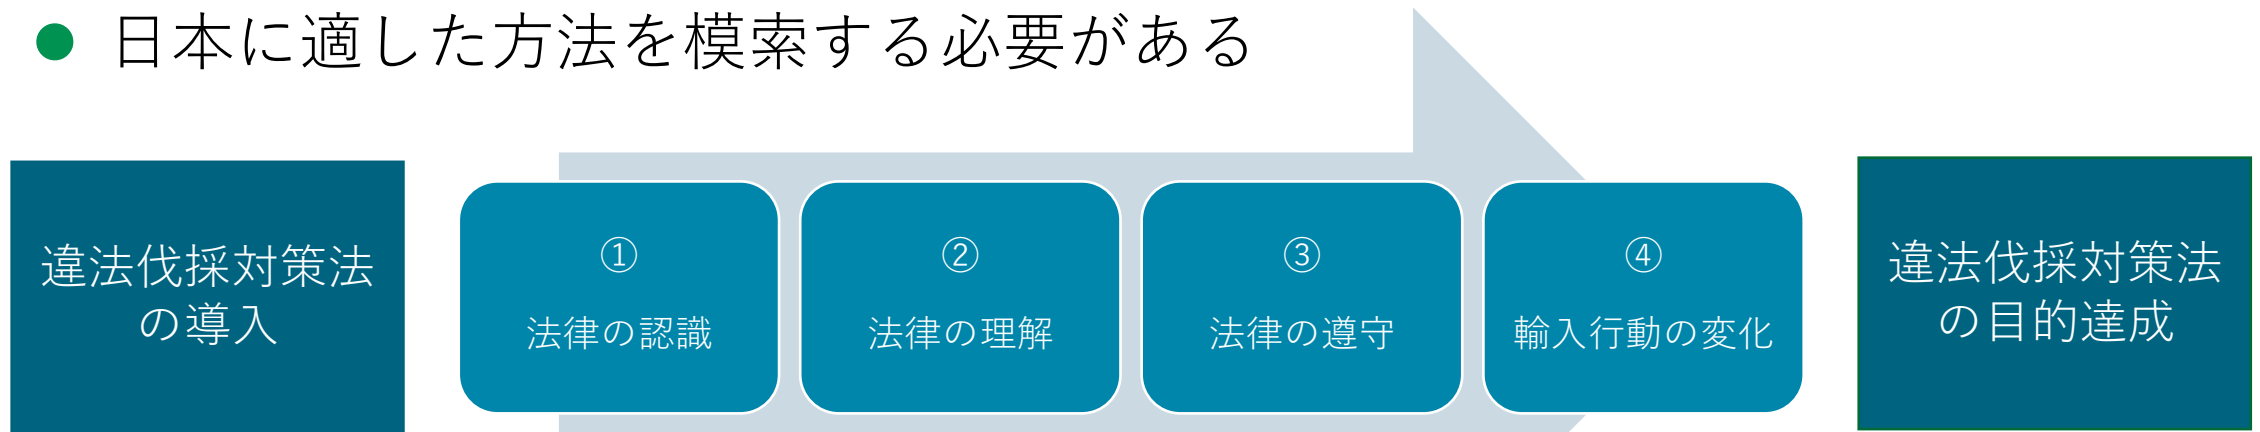 ● 日本に適した方法を模索する必要がある
違法伐採対策法
の導入
①
法律の認識
②
法律の理解
③
法律の遵守
④
輸入行動の変化
違法伐採対策法
の目的達成